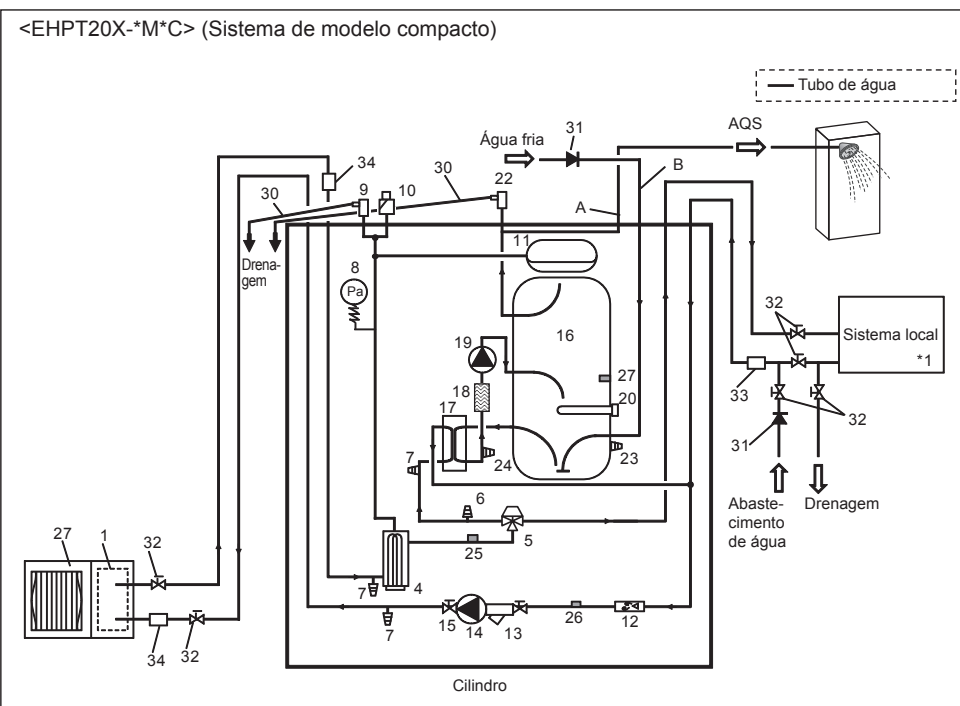 <EHPT20X-*M*C> (Sistema de modelo compacto)
Tubo de água
AQS
Água fria
31
B
34
30
9
10
30
22
A
11
Drena-
gem
8
Pa
16
32
Sistema local
*1
19
27
18
20
33
17
32
7
24
23
31
6
5
Abaste-
cimento
de água
Drenagem
27
1
32
25
7
4
34
32
7
15
14
13
26
12
Cilindro